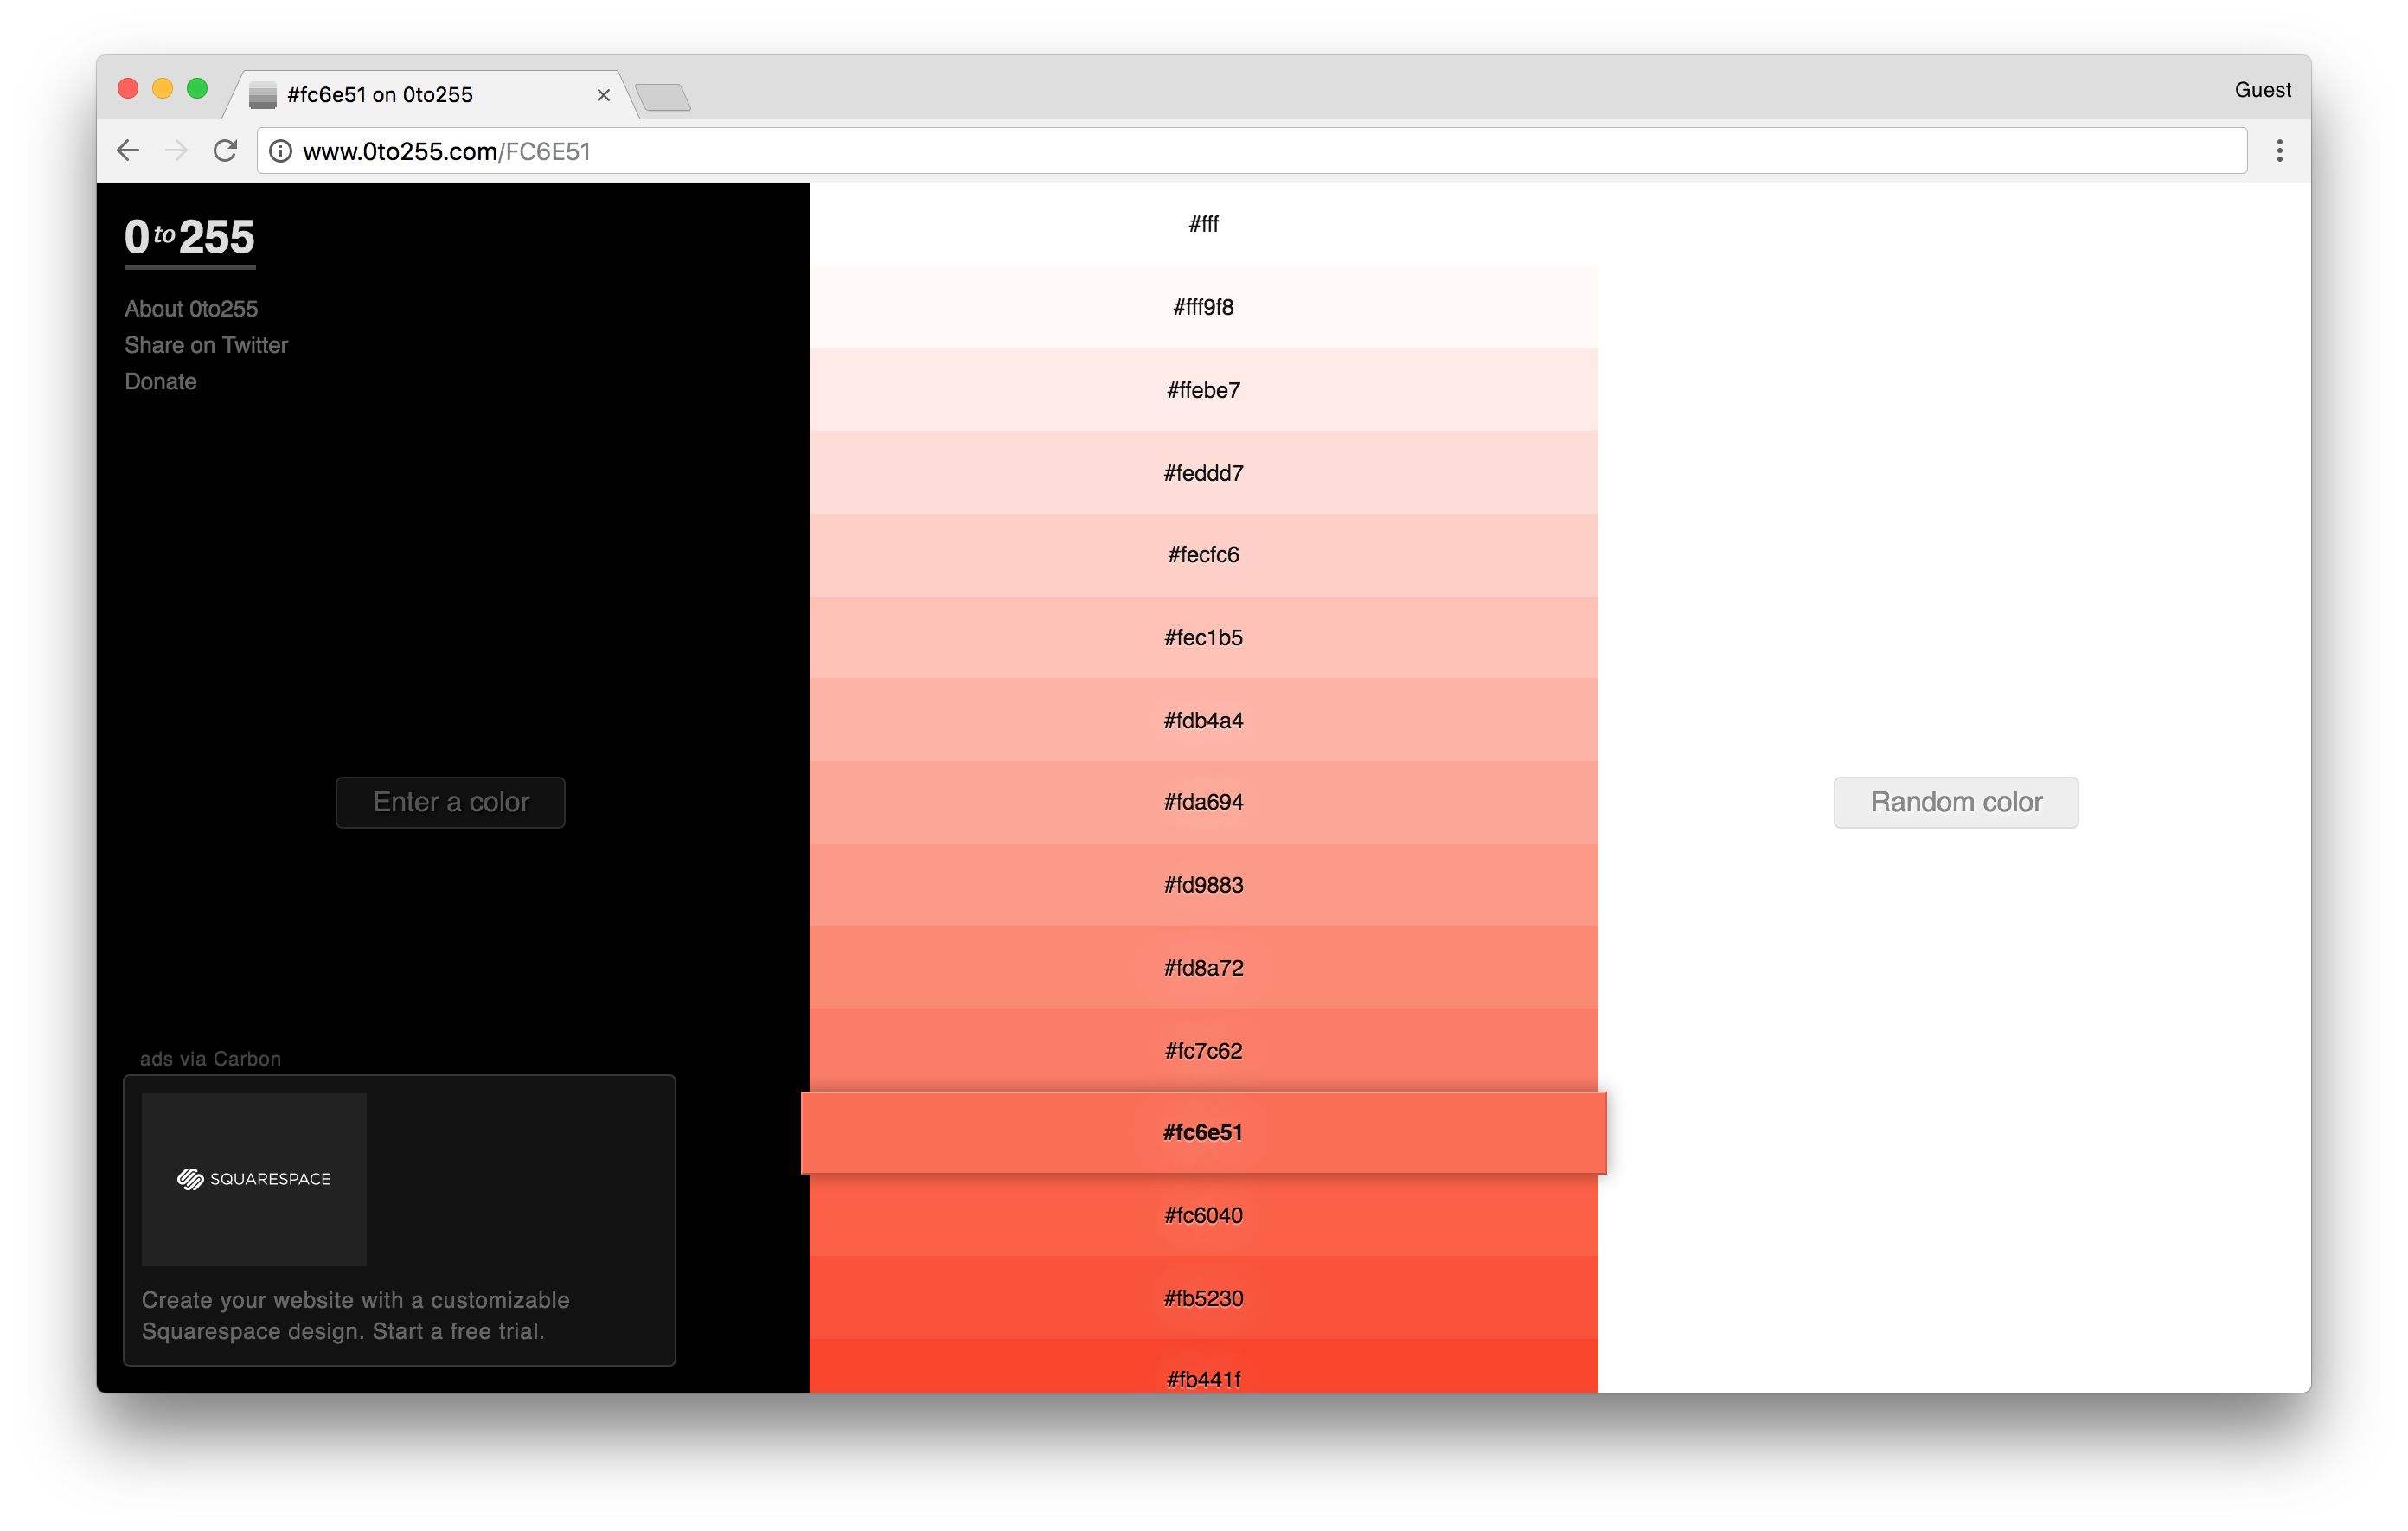 #fc6e51 on 0to255
Guest
www.0to255.com/FC6E51
0 to 255
About 0to255
Share on Twitter
Donate
Enter a color
ads via Carbon
SQUARESPACE
Create your website with a customizable
Squarespace design. Start a free trial.
#fff
#fff9f8
#ffebe7
#feddd7
#fecfc6
#fec1b5
#fdb4a4
#fda694
#fd9883
#fd8a72
#fc7c62
#fc6e51
#fc6040
#fb5230
#fb441f
Random color